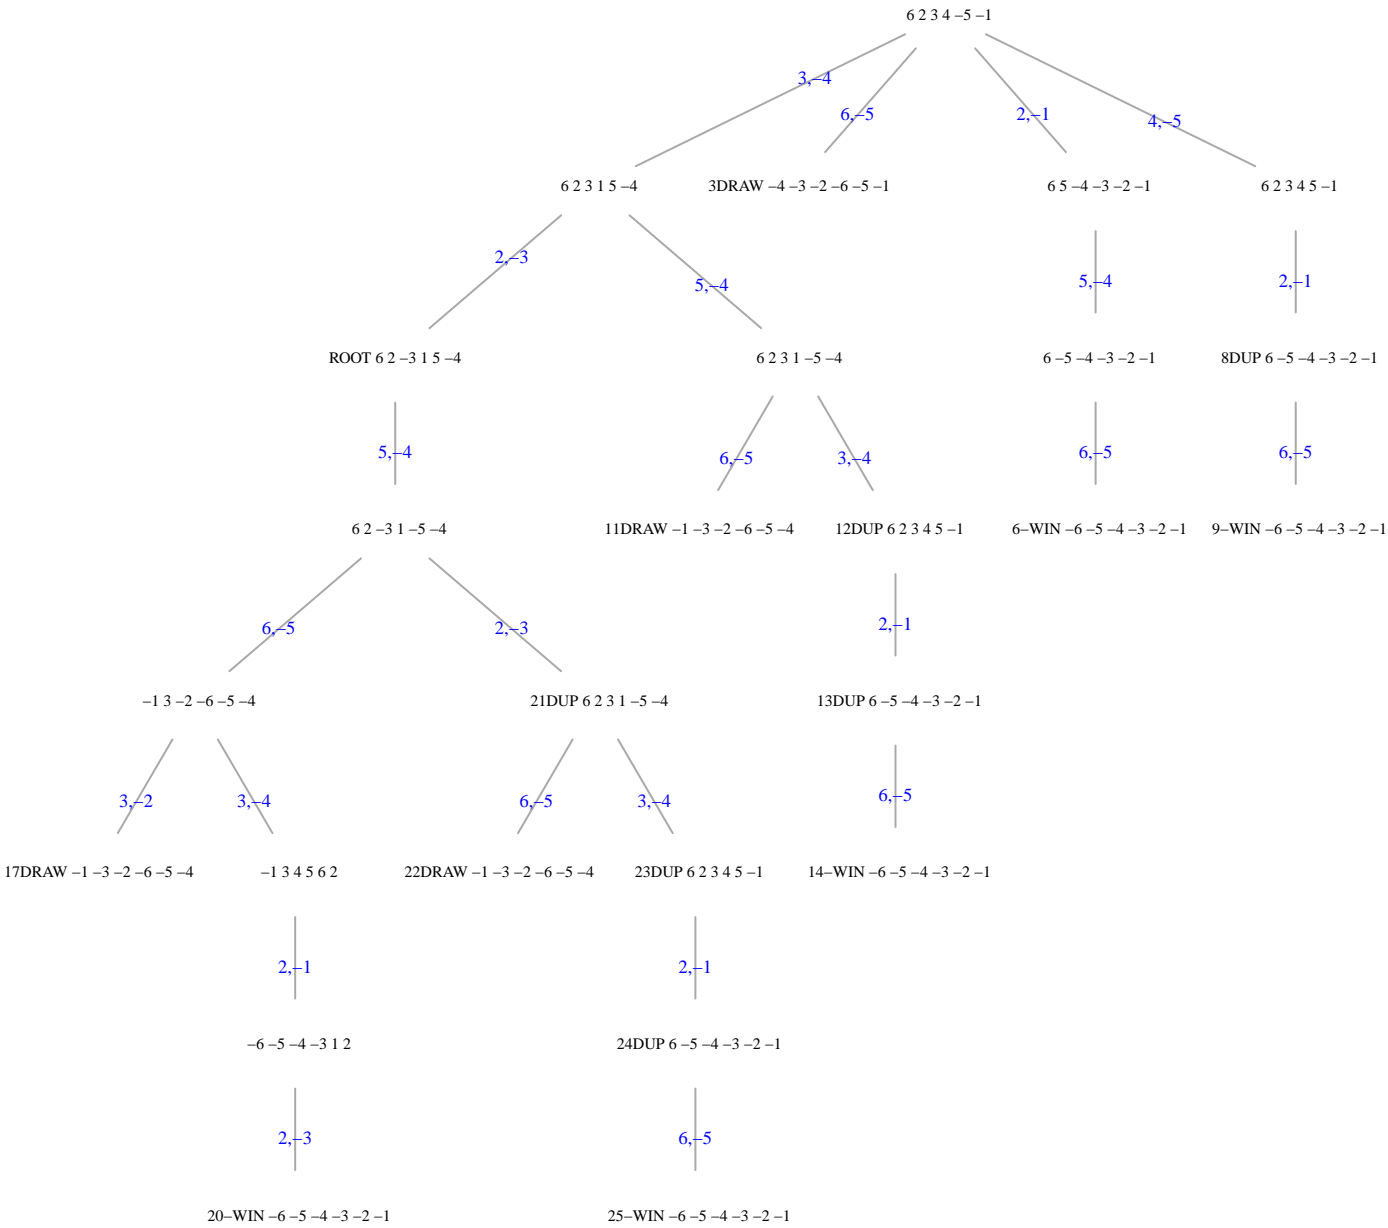 6 2 3 4 –5 –1
3,–4
6,–5
2,–1
4,–5
6 2 3 1 5 –4
3DRAW –4 –3 –2 –6 –5 –1
6 5 –4 –3 –2 –1
6 2 3 4 5 –1
2,–3
5,–4
5,–4
2,–1
ROOT 6 2 –3 1 5 –4
6 2 3 1 –5 –4
6 –5 –4 –3 –2 –1
8DUP 6 –5 –4 –3 –2 –1
5,–4
6,–5
3,–4
6,–5
6,–5
6 2 –3 1 –5 –4
11DRAW –1 –3 –2 –6 –5 –4
12DUP 6 2 3 4 5 –1
6–WIN –6 –5 –4 –3 –2 –1
9–WIN –6 –5 –4 –3 –2 –1
6,–5
2,–3
2,–1
–1 3 –2 –6 –5 –4
21DUP 6 2 3 1 –5 –4
13DUP 6 –5 –4 –3 –2 –1
3,–2
3,–4
6,–5
3,–4
6,–5
17DRAW –1 –3 –2 –6 –5 –4
–1 3 4 5 6 2
22DRAW –1 –3 –2 –6 –5 –4
23DUP 6 2 3 4 5 –1
14–WIN –6 –5 –4 –3 –2 –1
2,–1
2,–1
–6 –5 –4 –3 1 2
24DUP 6 –5 –4 –3 –2 –1
2,–3
6,–5
20–WIN –6 –5 –4 –3 –2 –1
25–WIN –6 –5 –4 –3 –2 –1